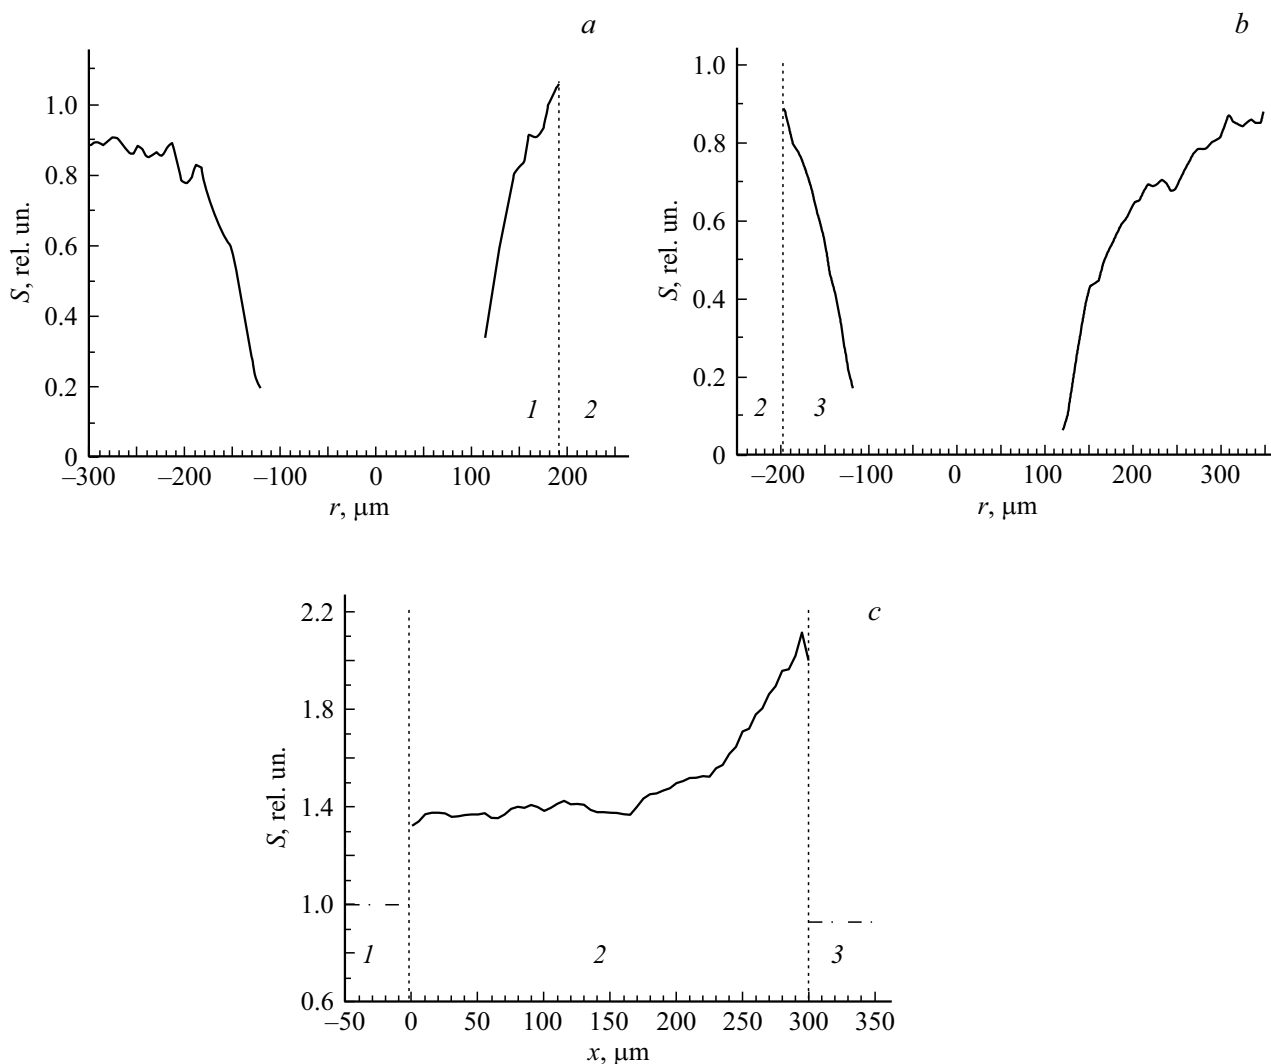 a
1.0
0.8
0.6
0.4
0.2
0
S, rel. un.
1 2
–300 –200 –100 0 100 200
r, μm
b
1.0
0.8
0.6
0.4
0.2
0
S, rel. un.
2 3
–200 –100 0 100 200 300
r, μm
c
2.2
1.8
1.4
1.0
0.6
S, rel. un.
1 2 3
–50 0 50 100 150 200 250 300 350
x, μm